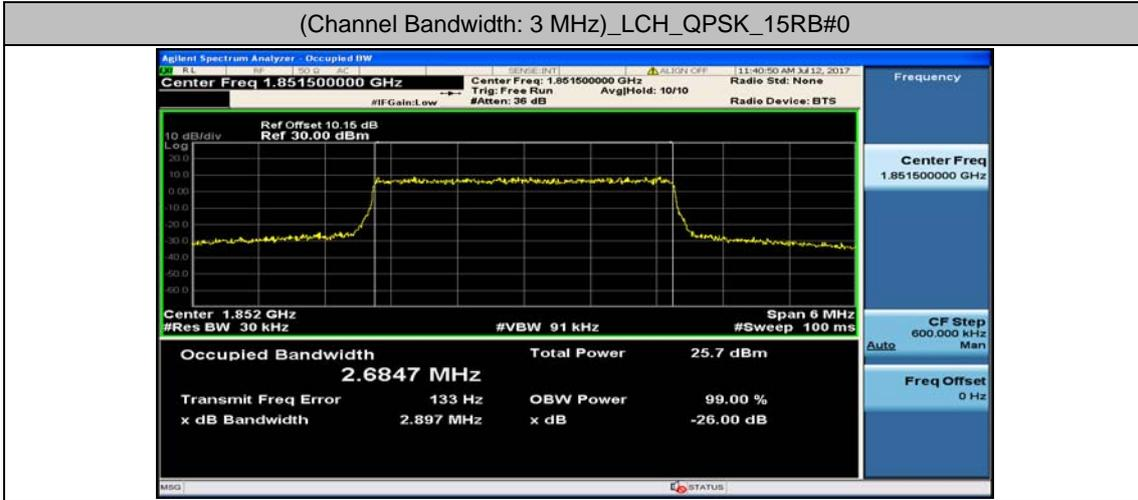 (Channel Bandwidth: 3 MHz)_LCH_QPSK_15RB#0
Agilent Spectrum Analyzer - Occupied BW
RL RF 50 Ω AC SENSE:INT ALIGN OFF 11:40:50 AM Jul 12, 2017
Center Freq 1.851500000 GHz
Center Freq: 1.851500000 GHz
Radio Std: None
Trig: Free Run Avg|Hold: 10/10
#IFGain:Low #Atten: 36 dB Radio Device: BTS
Ref Offset 10.15 dB
10 dB/div Ref 30.00 dBm
Log
20.0
10.0
0.00
-10.0
-20.0
-30.0
-40.0
-50.0
-60.0
Center 1.852 GHz Span 6 MHz
#Res BW 30 kHz #VBW 91 kHz #Sweep 100 ms
Occupied Bandwidth Total Power 25.7 dBm
2.6847 MHz
Transmit Freq Error 133 Hz OBW Power 99.00 %
x dB Bandwidth 2.897 MHz x dB -26.00 dB
Frequency
Center Freq
1.851500000 GHz
CF Step
600.000 kHz
Auto Man
Freq Offset
0 Hz
MSG STATUS